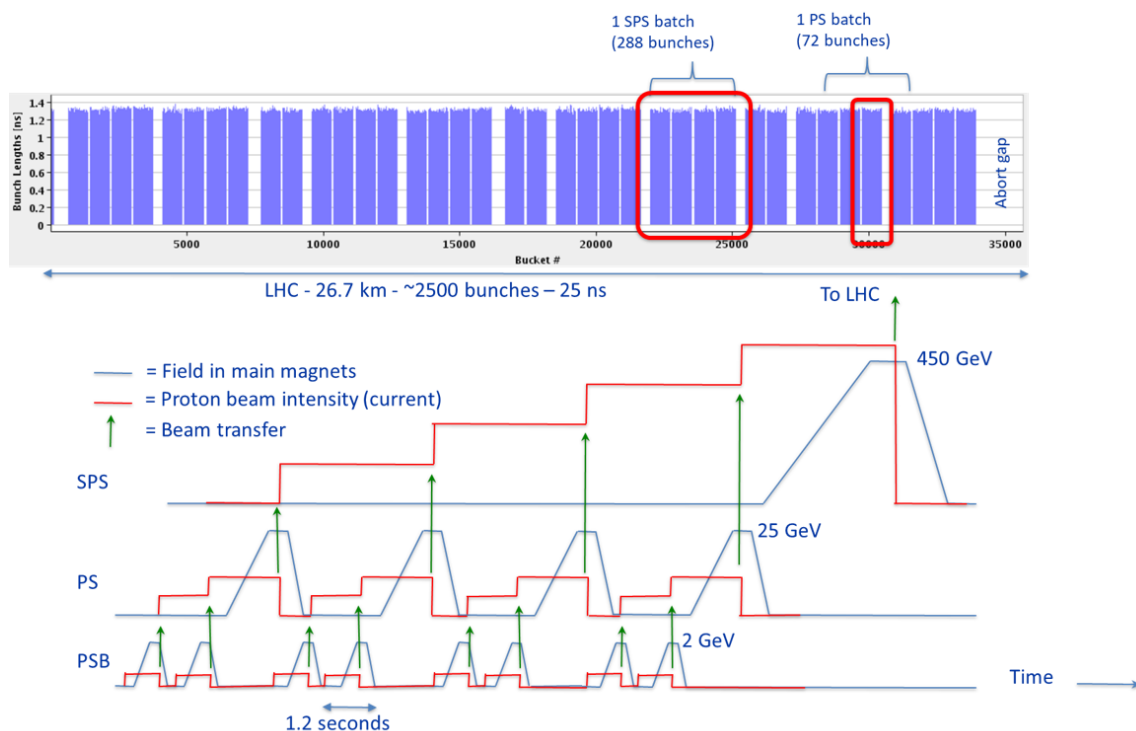 1 SPS batch
(288 bunches)
1 PS batch
(72 bunches)
Bunch Lengths [ns]
1.4
1.2
1
0.8
0.6
0.4
0.2
0
Abort gap
5000
10000
15000
20000
25000
30000
35000
Bucket #
LHC - 26.7 km - ~2500 bunches – 25 ns
To LHC
= Field in main magnets
= Proton beam intensity (current)
= Beam transfer
450 GeV
SPS
25 GeV
PS
2 GeV
PSB
Time
1.2 seconds